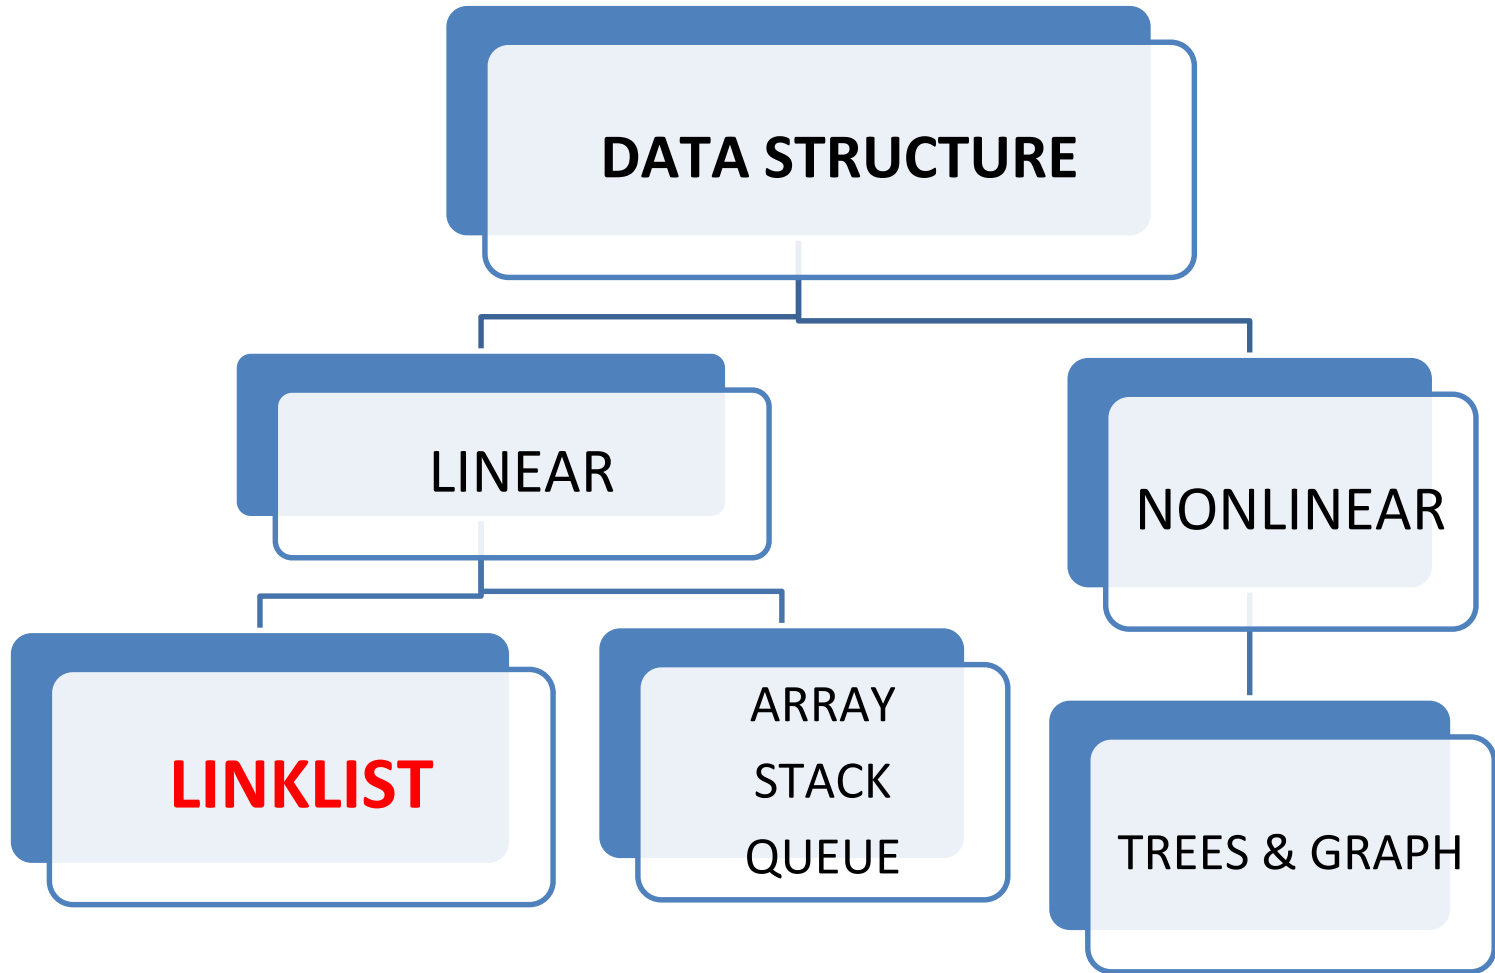 DATA STRUCTURE
LINEAR
NONLINEAR
LINKLIST
ARRAY
STACK
QUEUE
TREES & GRAPH